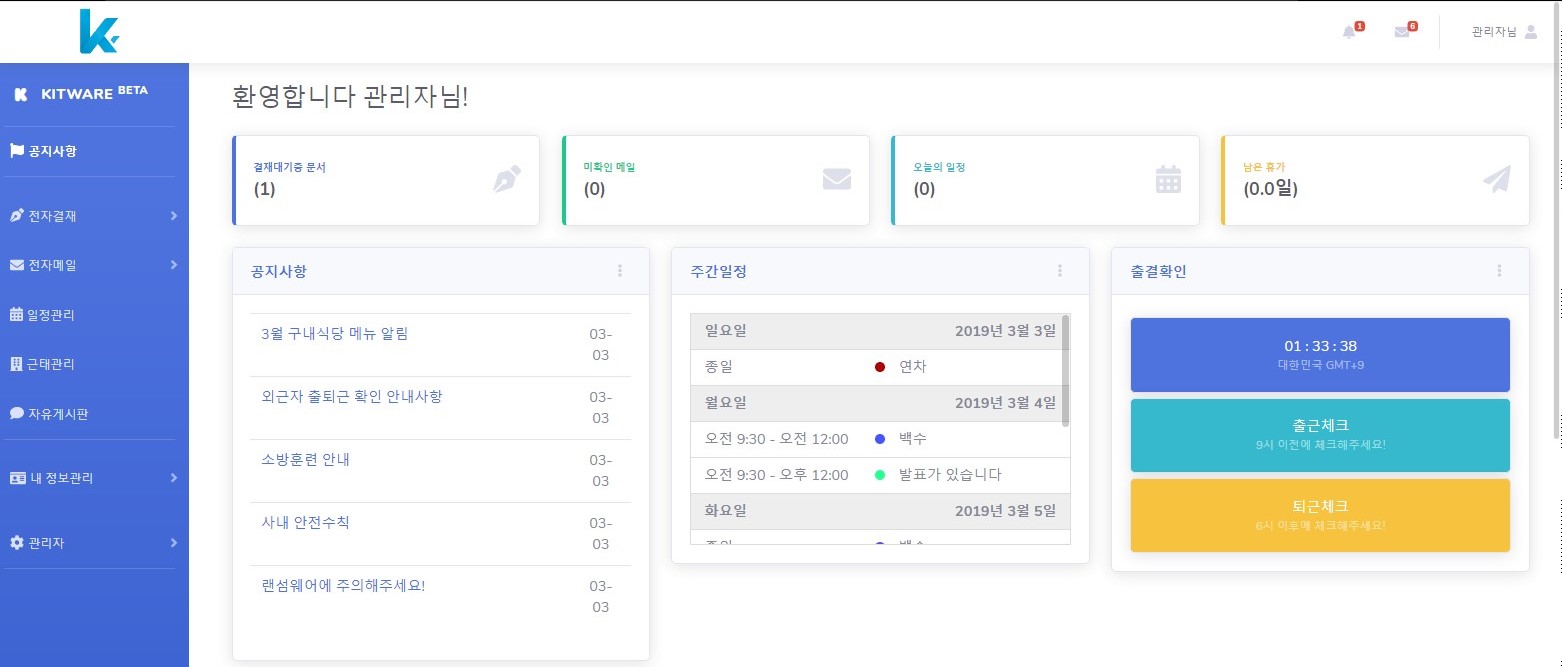 1
6
관리자님
KITWARE BETA
공지사항
전자결재
전자메일
일정관리
근태관리
자유게시판
내 정보관리
관리자
환영합니다 관리자님!
결재대기중 문서
(1)
미확인 메일
(0)
오늘의 일정
(0)
남은 휴가
(0.0일)
공지사항
3월 구내식당 메뉴 알림 03-
03
외근자 출퇴근 확인 안내사항 03-
03
소방훈련 안내 03-
03
사내 안전수칙 03-
03
랜섬웨어에 주의해주세요! 03-
03
주간일정
일요일 2019년 3월 3일
종일 연차
월요일 2019년 3월 4일
오전 9:30 - 오전 12:00 백수
오전 9:30 - 오후 12:00 발표가 있습니다
화요일 2019년 3월 5일
종일 백수
출결확인
01 : 33 : 38
대한민국 GMT+9
출근체크
9시 이전에 체크해주세요!
퇴근체크
6시 이후에 체크해주세요!